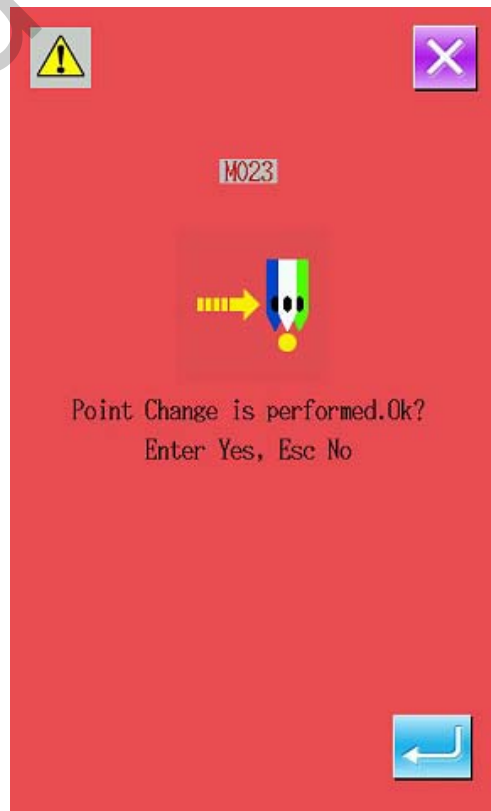 M023
Point Change is performed.Ok?
Enter Yes, Esc No